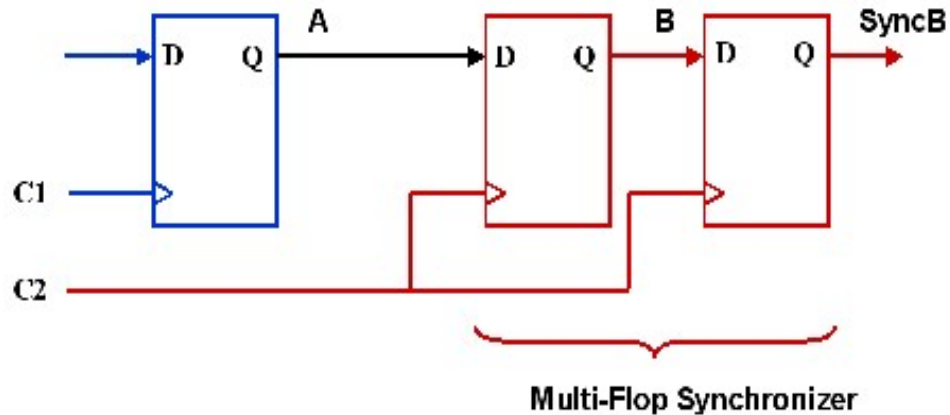 A B SyncB
D Q D Q D Q
C1
C2
Multi-Flop Synchronizer